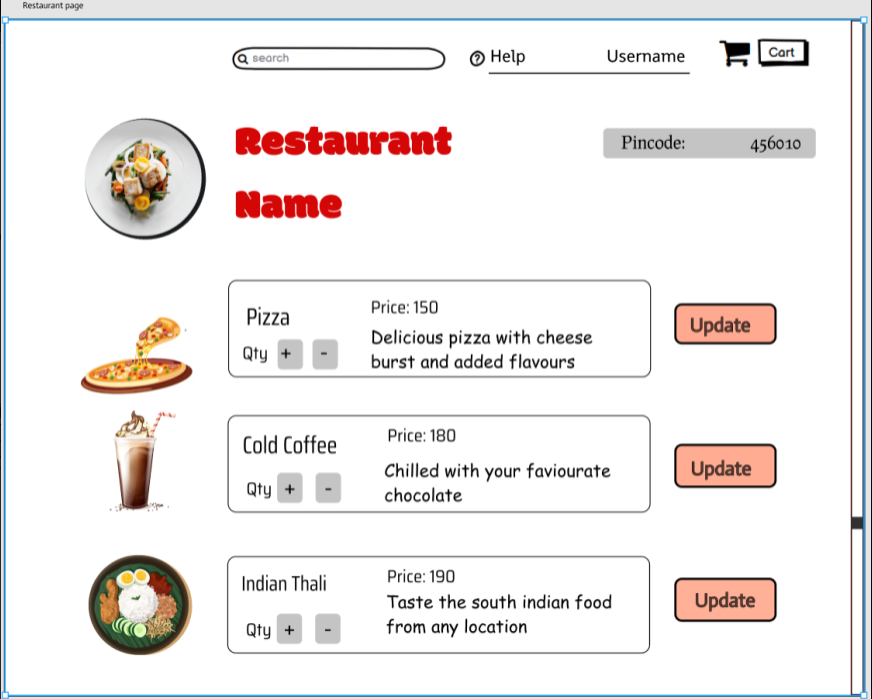 Restaurant page
search
Help
Username
Cart
Restaurant
Name
Pincode: 456010
Pizza
Price: 150
Qty + -
Delicious pizza with cheese
burst and added flavours
Update
Cold Coffee
Price: 180
Qty + -
Chilled with your faviourate
chocolate
Update
Indian Thali
Price: 190
Qty + -
Taste the south indian food
from any location
Update